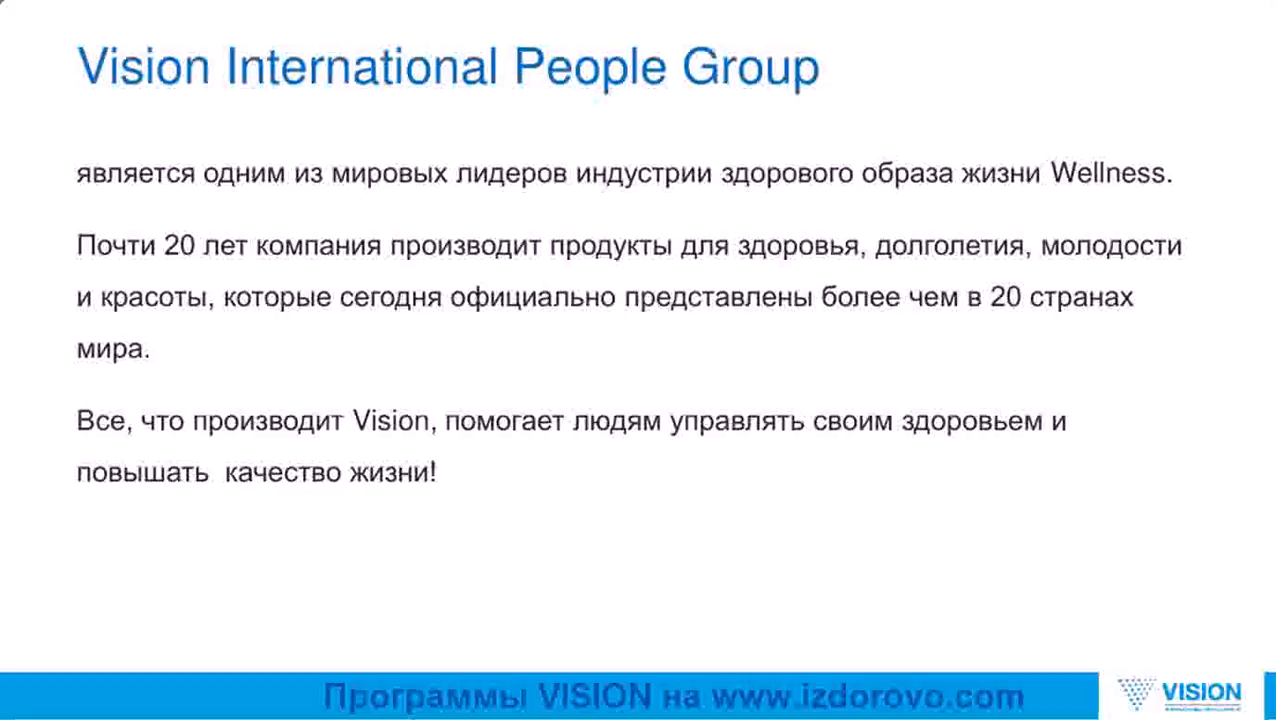 Vision International People Group
является одним из мировых лидеров индустрии здорового образа жизни Wellness.
Почти 20 лет компания производит продукты для здоровья, долголетия, молодости
и красоты, которые сегодня официально представлены более чем в 20 странах
мира.
Все, что производит Vision, помогает людям управлять своим здоровьем и
повышать качество жизни!
Программы VISION на www.izdorovo.com
VISION